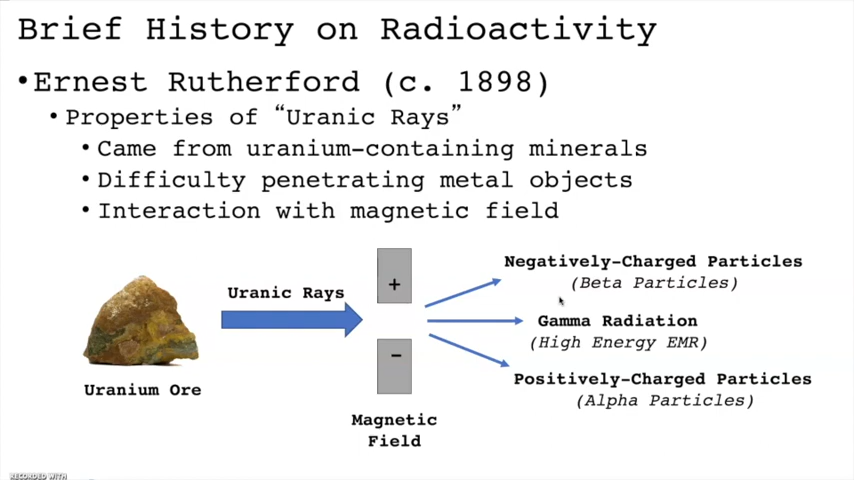 Brief History on Radioactivity
•Ernest Rutherford (c. 1898)
•Properties of “Uranic Rays”
•Came from uranium-containing minerals
•Difficulty penetrating metal objects
•Interaction with magnetic field
Uranium Ore
Uranic Rays
+
-
Magnetic
Field
Negatively-Charged Particles
(Beta Particles)
Gamma Radiation
(High Energy EMR)
Positively-Charged Particles
(Alpha Particles)
RECORDED WITH